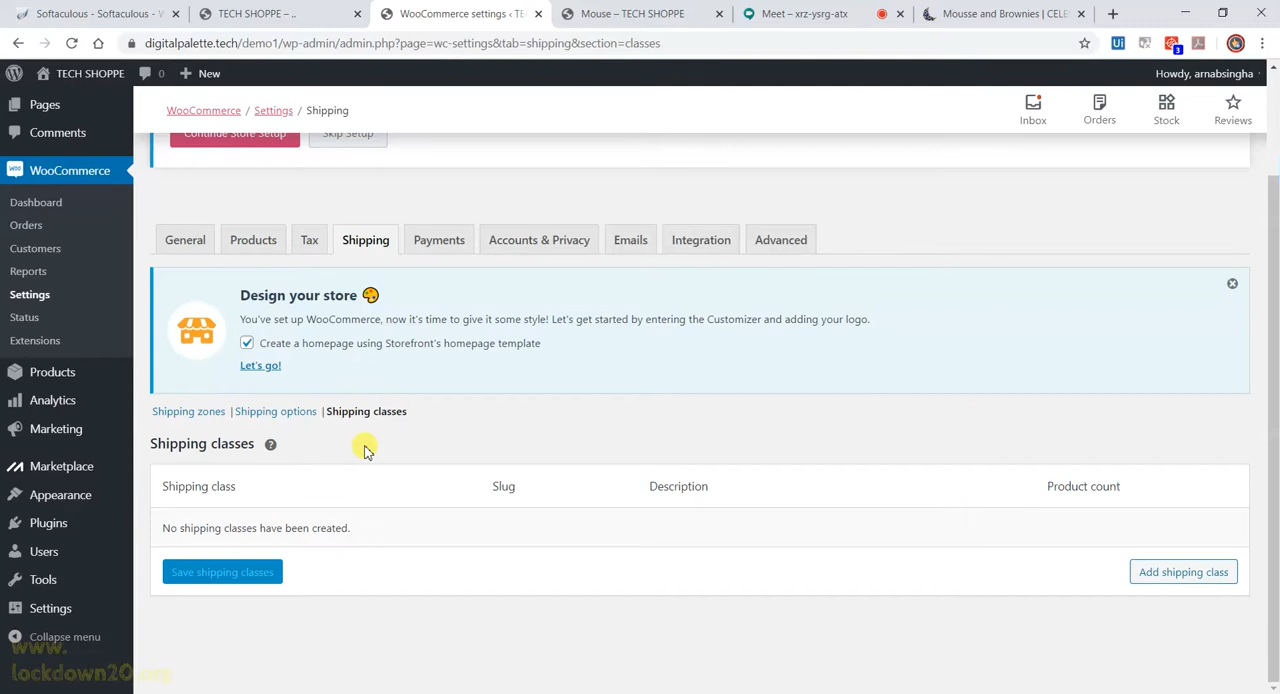 Softaculous - Softaculous - W
TECH SHOPPE – ..
WooCommerce settings ‹ TE
Mouse – TECH SHOPPE
Meet – xrz-ysrg-atx
Mousse and Brownies | CELE
digitalpalette.tech/demo1/wp-admin/admin.php?page=wc-settings&tab=shipping&section=classes
3
TECH SHOPPE
0
New
Howdy, arnabsingha
Pages
Comments
WooCommerce
Dashboard
Orders
Customers
Reports
Settings
Status
Extensions
Products
Analytics
Marketing
Marketplace
Appearance
Plugins
Users
Tools
Settings
Collapse menu
WooCommerce / Settings / Shipping
Inbox
Orders
Stock
Reviews
Continue Store Setup
Skip Setup
General
Products
Tax
Shipping
Payments
Accounts & Privacy
Emails
Integration
Advanced
Design your store
You've set up WooCommerce, now it's time to give it some style! Let's get started by entering the Customizer and adding your logo.
Create a homepage using Storefront's homepage template
Let's go!
Shipping zones | Shipping options | Shipping classes
Shipping classes
Shipping class
Slug
Description
Product count
No shipping classes have been created.
Save shipping classes
Add shipping class
www.
lockdown20.org